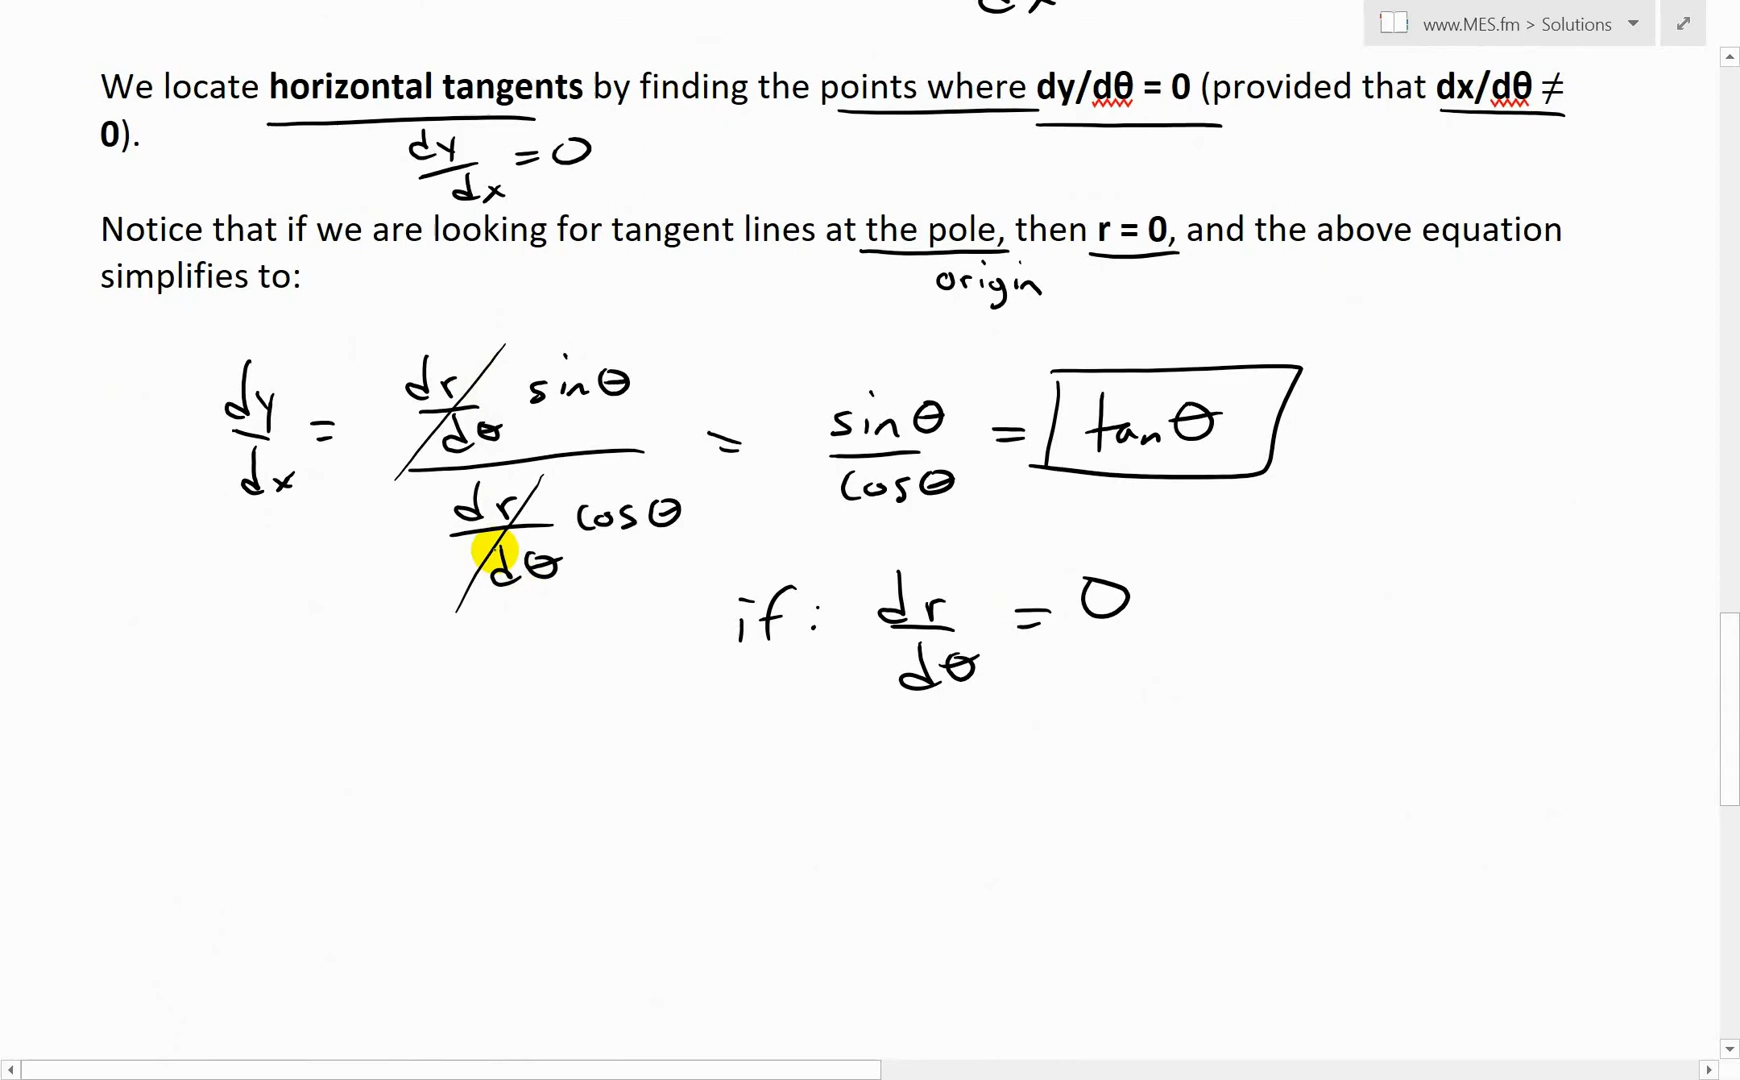 www.MES.fm > Solutions
We locate horizontal tangents by finding the points where dy/dθ = 0 (provided that dx/dθ ≠
0).
dy/dx = 0
Notice that if we are looking for tangent lines at the pole, then r = 0, and the above equation
simplifies to:
origin
dy/dx = dr/dθ sinθ / dr/dθ cosθ = sinθ/cosθ = tanθ
if: dr/dθ = 0